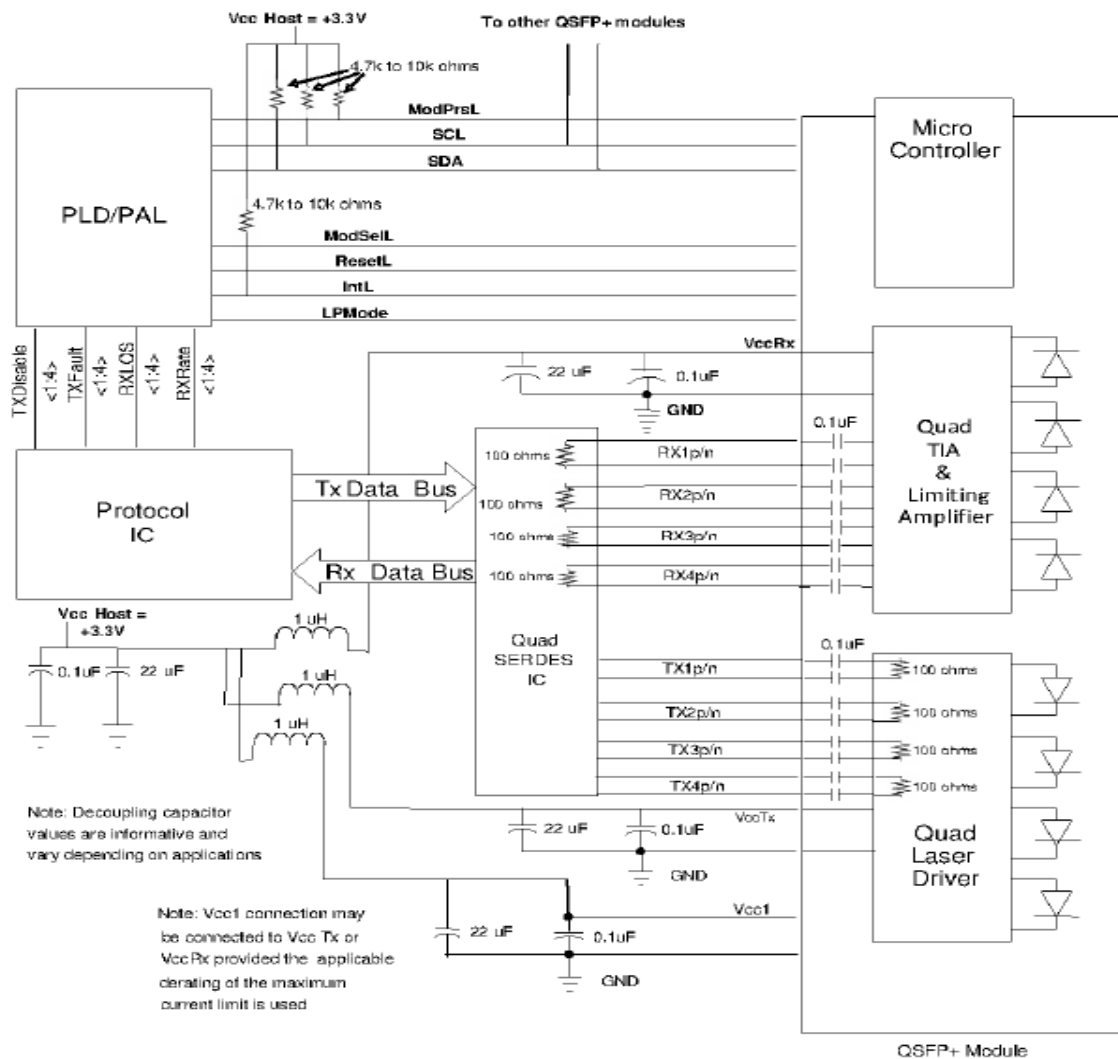 Vcc Host = +3.3V
To other QSFP+ modules
4.7k to 10k ohms
ModPrsL
SCL
SDA
Micro
Controller
PLD/PAL
4.7k to 10k ohms
ModSelL
ResetL
IntL
LPMode
TXDisable
<1:4>
TXFault
<1:4>
RXLOS
<1:4>
RXRate
<1:4>
VccRx
22 uF
0.1uF
GND
0.1uF
Quad
TIA
&
Limiting
Amplifier
100 ohms
RX1p/n
100 ohms
RX2p/n
100 ohms
RX3p/n
100 ohms
RX4p/n
Protocol
IC
Tx Data Bus
Rx Data Bus
Vcc Host =
+3.3V
0.1uF
22 uF
1 uH
1 uH
1 uH
Quad
SERDES
IC
0.1uF
TX1p/n
100 ohms
TX2p/n
100 ohms
TX3p/n
100 ohms
TX4p/n
100 ohms
Note: Decoupling capacitor
values are informative and
vary depending on applications
22 uF
0.1uF
VccTx
GND
Quad
Laser
Driver
Note: Vcc1 connection may
be connected to Vcc Tx or
Vcc Rx provided the applicable
derating of the maximum
current limit is used
22 uF
0.1uF
Vcc1
GND
QSFP+ Module